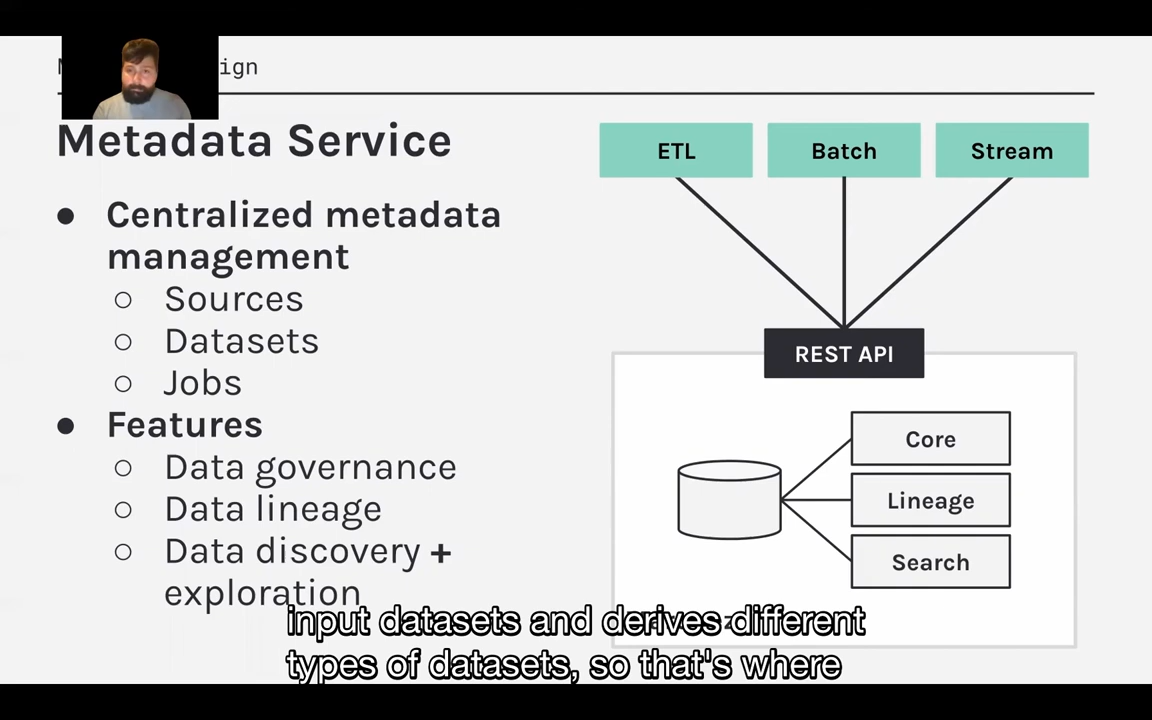 ign
Metadata Service
● Centralized metadata
management
○ Sources
○ Datasets
○ Jobs
● Features
○ Data governance
○ Data lineage
○ Data discovery +
exploration
ETL
Batch
Stream
REST API
Core
Lineage
Search
input datasets and derives different
types of datasets, so that's where